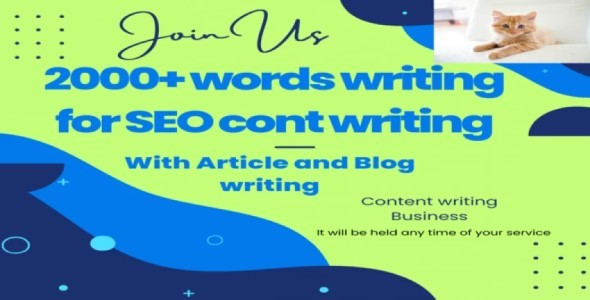 Join Us
2000+ words writing
for SEO cont writing
With Article and Blog
writing
Content writing
Business
It will be held any time of your service